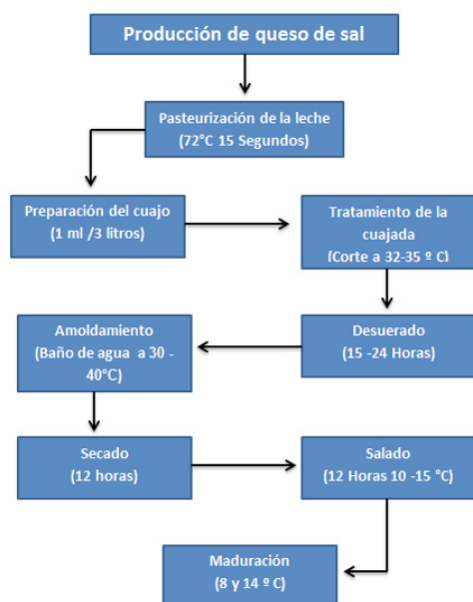 Producción de queso de sal
Pasteurización de la leche
(72°C 15 Segundos)
Preparación del cuajo
(1 ml /3 litros)
Tratamiento de la
cuajada
(Corte a 32-35 º C)
Desuerado
(15 -24 Horas)
Amoldamiento
(Baño de agua a 30 -
40°C)
Secado
(12 horas)
Salado
(12 Horas 10 -15 °C)
Maduración
(8 y 14 º C)